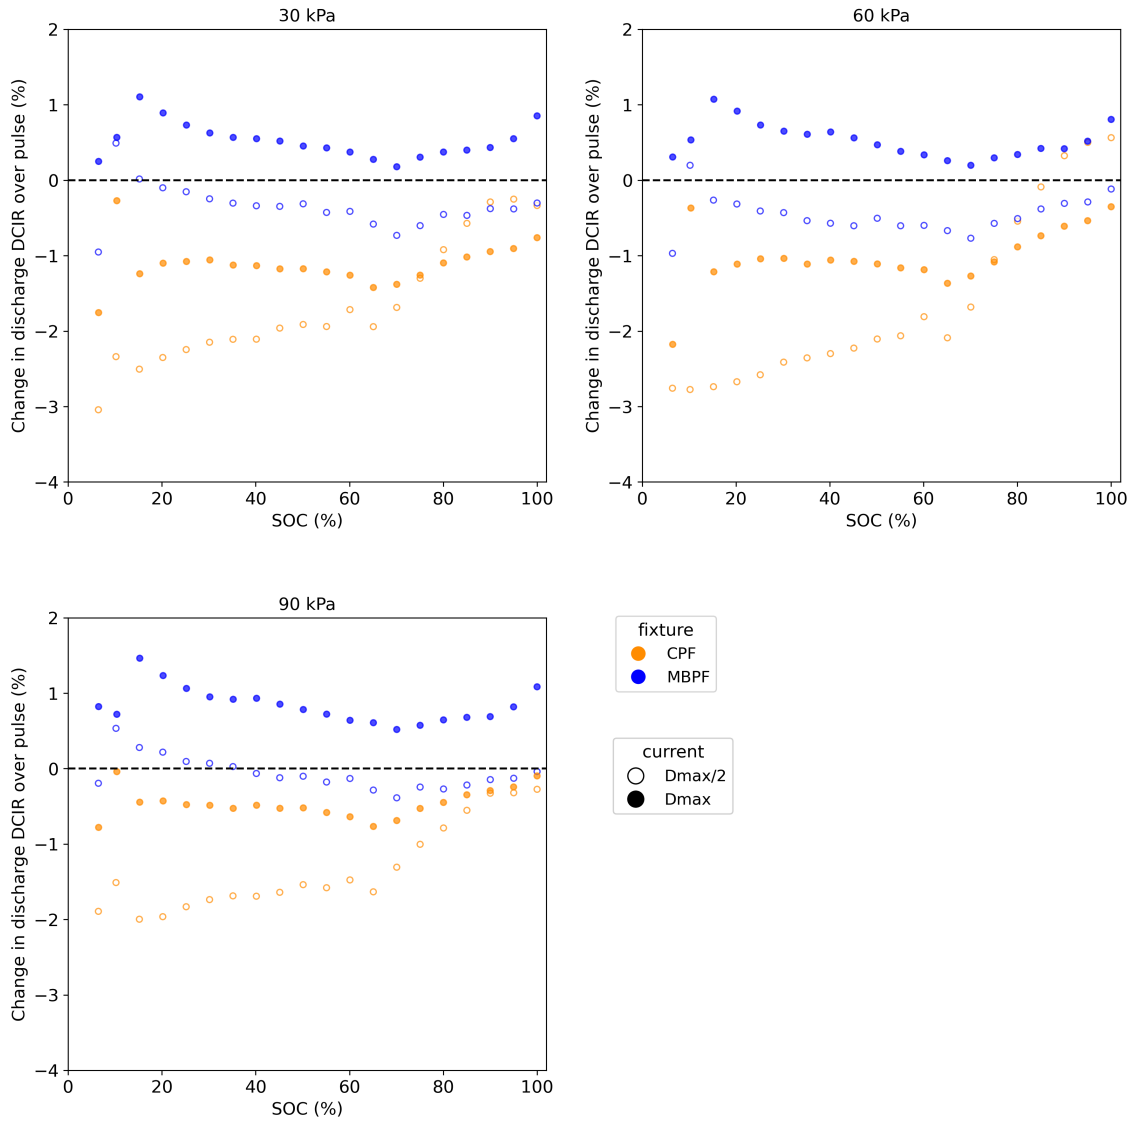 30 kPa
2
1
0
−1
−2
−3
−4
Change in discharge DCIR over pulse (%)
0 20 40 60 80 100
SOC (%)
60 kPa
2
1
0
−1
−2
−3
−4
Change in discharge DCIR over pulse (%)
0 20 40 60 80 100
SOC (%)
90 kPa
2
1
0
−1
−2
−3
−4
Change in discharge DCIR over pulse (%)
0 20 40 60 80 100
SOC (%)
fixture
CPF
MBPF
current
Dmax/2
Dmax